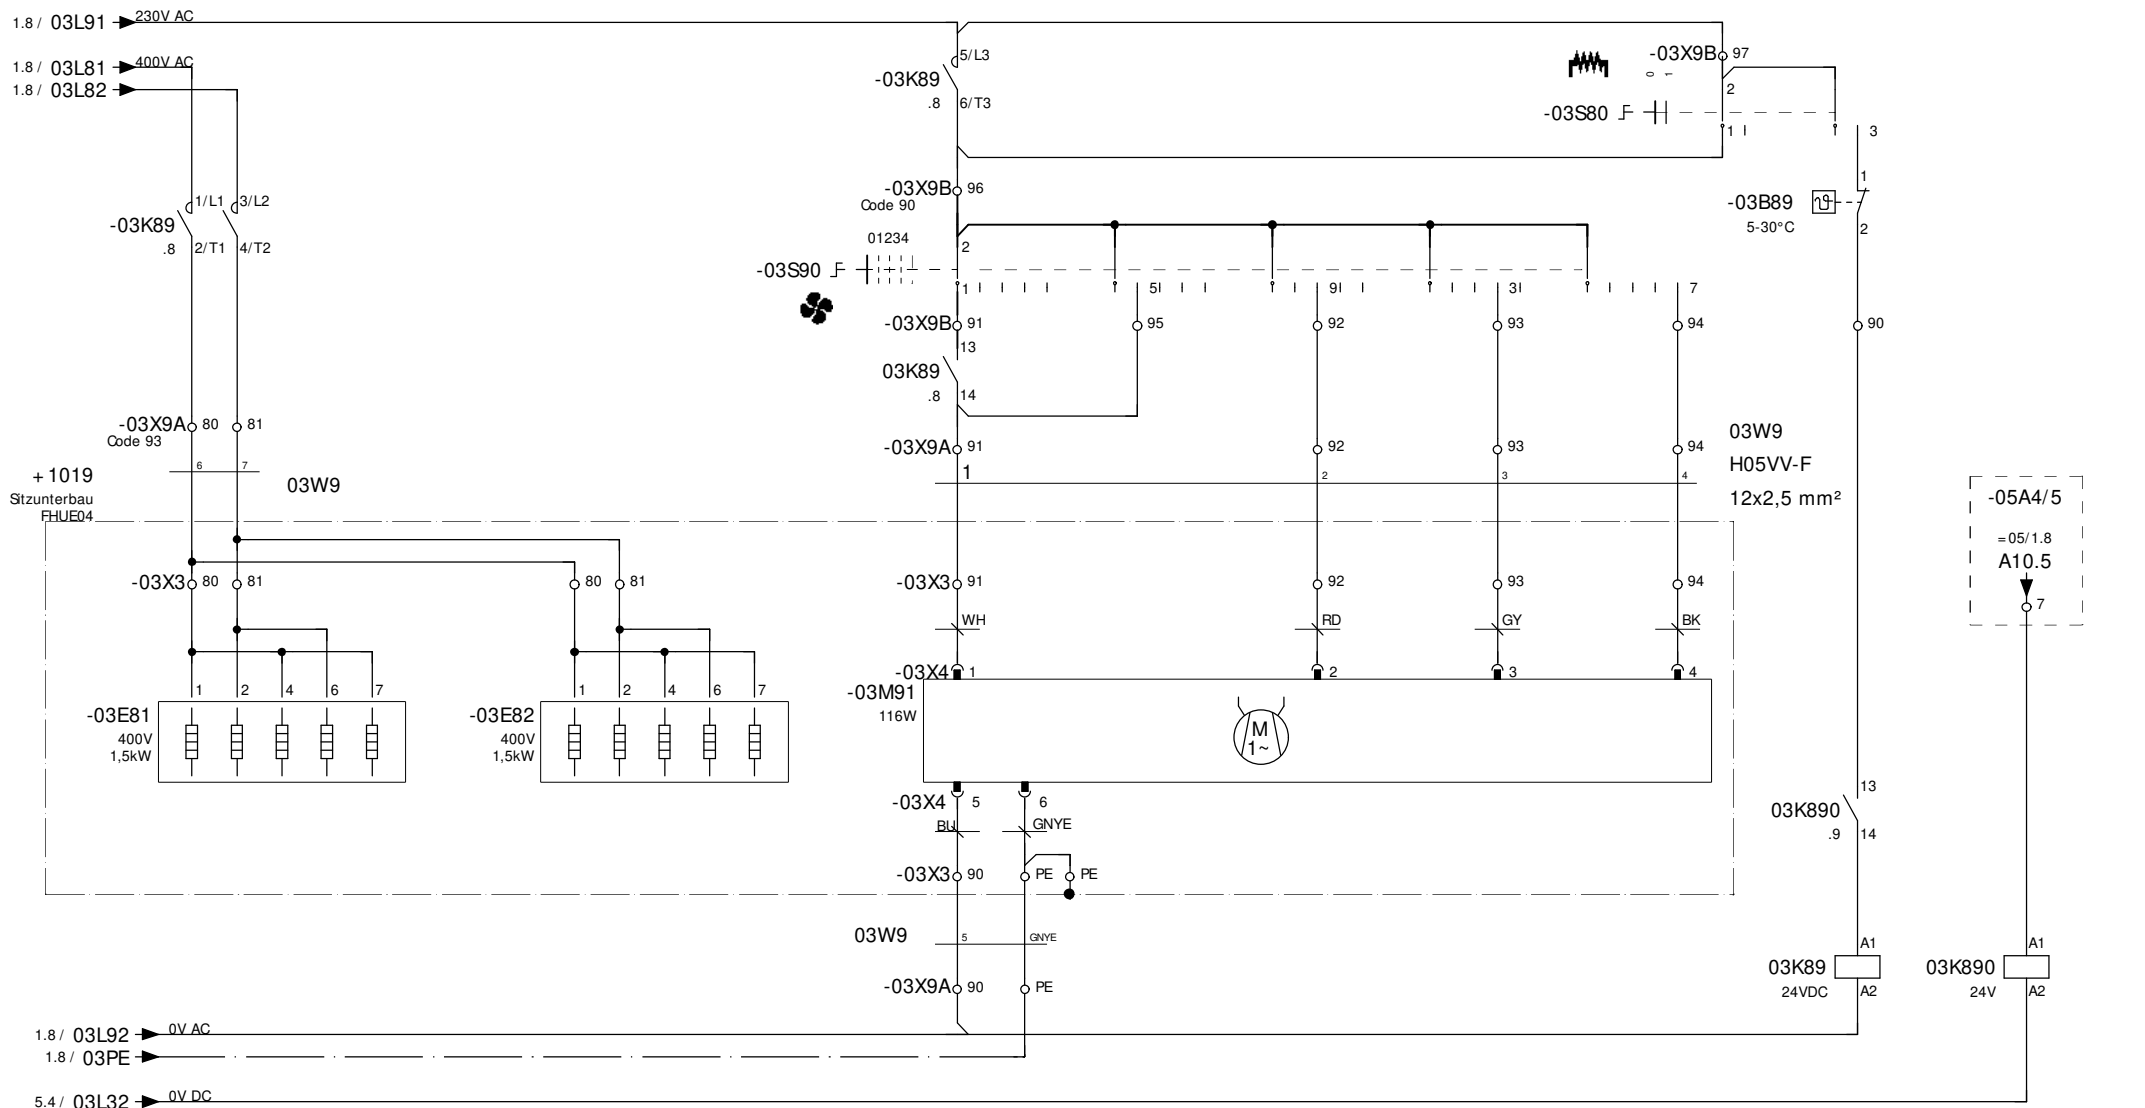 1.8 / 03L91 230V AC
1.8 / 03L81 400V AC
1.8 / 03L82
5/L3
-03K89
.8 6/T3
-03X9B 97
0 1
2
-03S80
1 3
1/L1 3/L2
-03K89
.8 2/T1 4/T2
-03X9B 96
Code 90
01234
2
-03S90
1 5 9 3 7
1
-03B89
5-30°C
2
-03X9B 91 95 92 93 94 90
13
03K89
.8 14
-03X9A 80 81
Code 93
-03X9A 91 92 93 94
03W9
H05VV-F
12x2,5 mm²
6 7
03W9
1 2 3 4
+1019
Sitzunterbau
FHUE04
-05A4/5
=05/1.8
A10.5
7
-03X3 80 81 80 81
-03X3 91 92 93 94
WH RD GY BK
-03X4 1 2 3 4
1 2 4 6 7
1 2 4 6 7
-03E81
400V
1,5kW
-03E82
400V
1,5kW
-03M91
116W
M
1~
-03X4 5 6
BU GNYE
-03X3 90 PE PE
13
03K890
.9 14
03W9 5 GNYE
-03X9A 90 PE
A1
03K89
24VDC A2
A1
03K890
24V A2
1.8 / 03L92 0V AC
1.8 / 03PE
5.4 / 03L32 0V DC